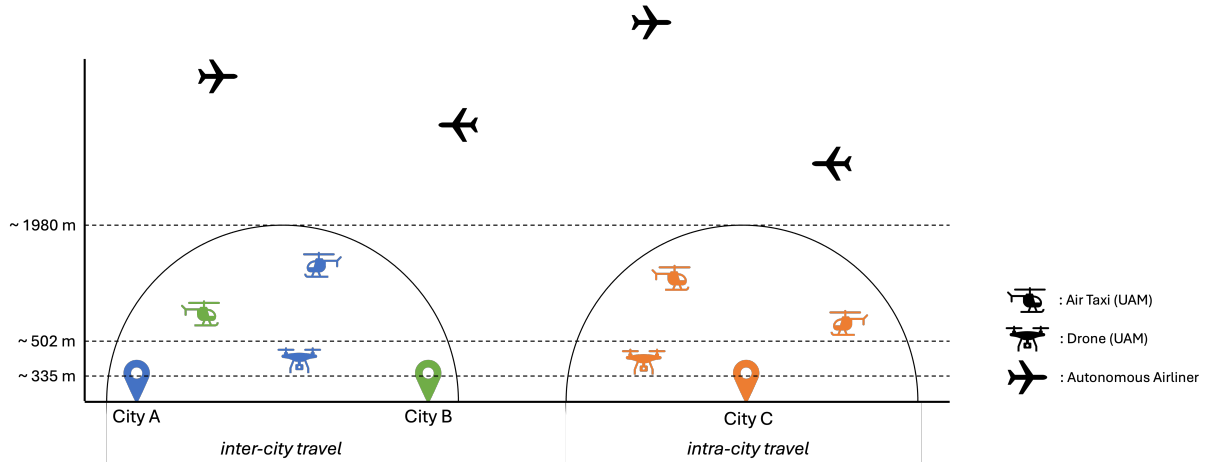 ~ 1980 m
~ 502 m
~ 335 m
City A
City B
City C
inter-city travel
intra-city travel
: Air Taxi (UAM)
: Drone (UAM)
: Autonomous Airliner